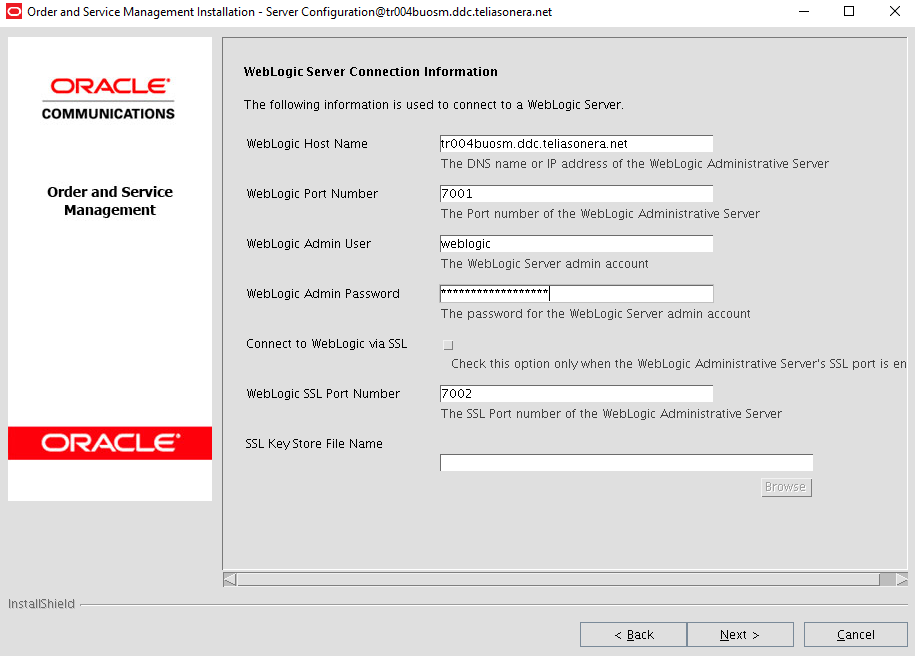 Order and Service Management Installation - Server Configuration@tr004buosm.ddc.teliasonera.net
ORACLE
COMMUNICATIONS
Order and Service
Management
ORACLE
WebLogic Server Connection Information
The following information is used to connect to a WebLogic Server.
WebLogic Host Name
tr004buosm.ddc.teliasonera.net
The DNS name or IP address of the WebLogic Administrative Server
WebLogic Port Number
7001
The Port number of the WebLogic Administrative Server
WebLogic Admin User
weblogic
The WebLogic Server admin account
WebLogic Admin Password
******************
The password for the WebLogic Server admin account
Connect to WebLogic via SSL
Check this option only when the WebLogic Administrative Server's SSL port is en
WebLogic SSL Port Number
7002
The SSL Port number of the WebLogic Administrative Server
SSL Key Store File Name
Browse
InstallShield
< Back
Next >
Cancel